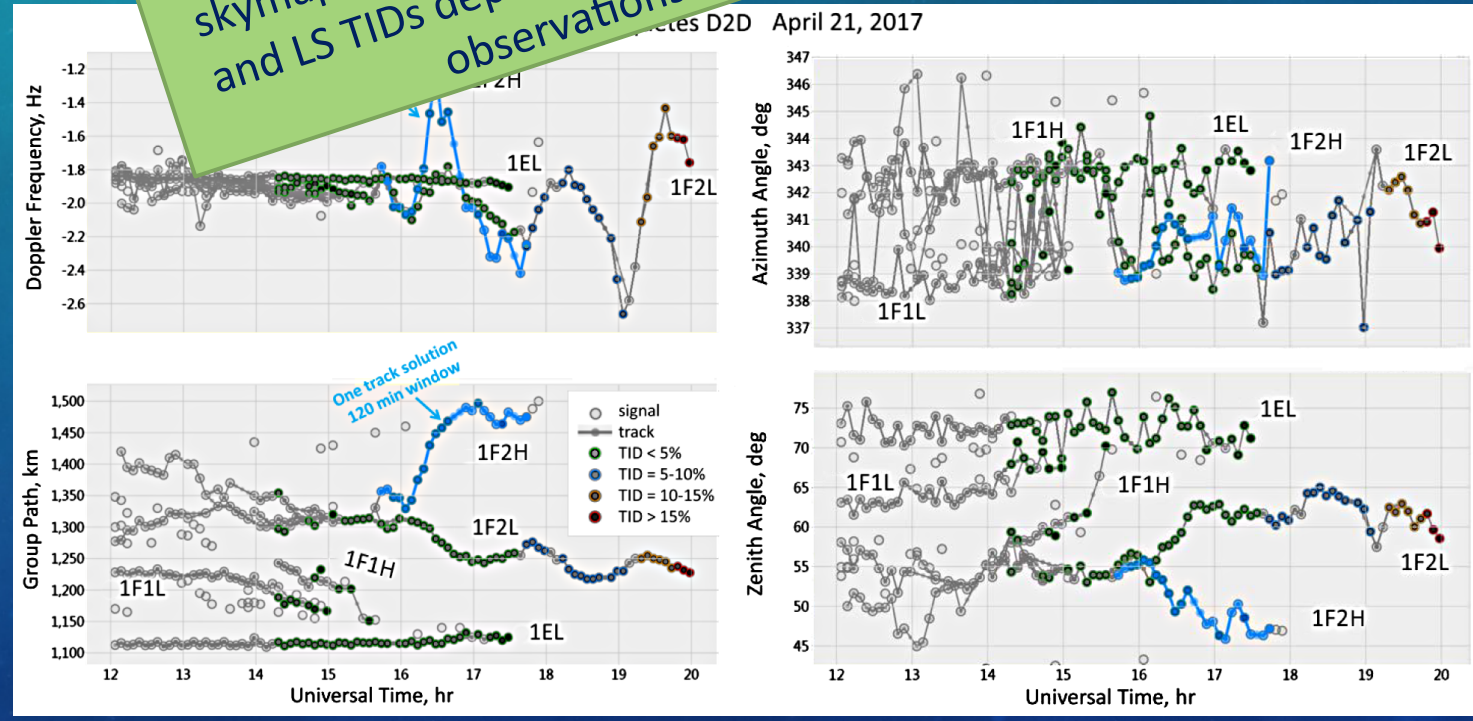 skymap
and LS TIDs dep
observations
D2D April 21, 2017
Doppler Frequency, Hz
-1.2
-1.4
-1.6
-1.8
-2.0
-2.2
-2.4
-2.6
1EL
1F2L
Azimuth Angle, deg
347
346
345
344
343
342
341
340
339
338
337
1F1H
1EL
1F2H
1F2L
1F1L
Group Path, km
1,500
1,450
1,400
1,350
1,300
1,250
1,200
1,150
1,100
One track solution
120 min window
signal
track
TID < 5%
TID = 5-10%
TID = 10-15%
TID > 15%
1F2H
1F2L
1F1H
1F1L
1EL
12 13 14 15 16 17 18 19 20
Universal Time, hr
Zenith Angle, deg
75
70
65
60
55
50
45
1EL
1F1L
1F1H
1F2L
1F2H
12 13 14 15 16 17 18 19 20
Universal Time, hr